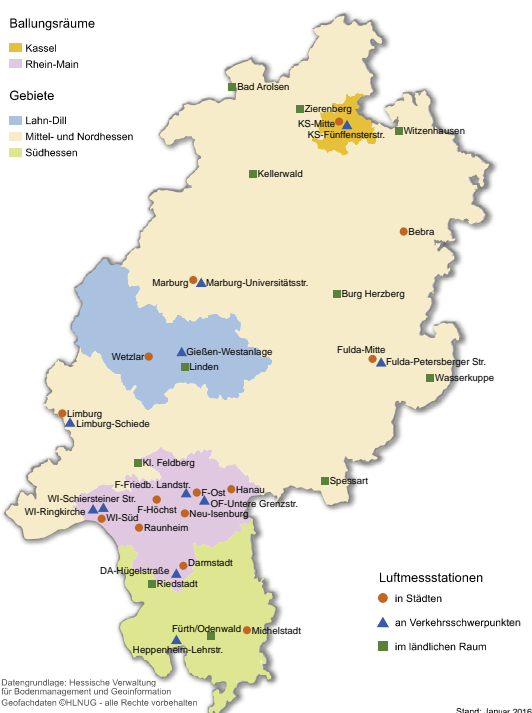 Ballungsräume
Kassel
Rhein-Main
Gebiete
Lahn-Dill
Mittel- und Nordhessen
Südhessen
Bad Arolsen
Zierenberg
KS-Mitte
KS-Fünffensterstr.
Witzenhausen
Kellerwald
Bebra
Marburg
Marburg-Universitätsstr.
Burg Herzberg
Gießen-Westanlage
Wetzlar
Linden
Fulda-Mitte
Fulda-Petersberger Str.
Wasserkuppe
Limburg
Limburg-Schiede
Kl. Feldberg
Spessart
F-Friedb. Landstr.
F-Ost
Hanau
WI-Schiersteiner Str.
OF-Untere Grenzstr.
WI-Ringkirche
F-Höchst
Neu-Isenburg
WI-Süd
Raunheim
Darmstadt
DA-Hügelstraße
Riedstadt
Fürth/Odenwald
Michelstadt
Heppenheim-Lehrstr.
Luftmessstationen
in Städten
an Verkehrsschwerpunkten
im ländlichen Raum
Datengrundlage: Hessische Verwaltung
für Bodenmanagement und Geoinformation
Geofachdaten ©HLNUG - alle Rechte vorbehalten
Stand: Januar 2016